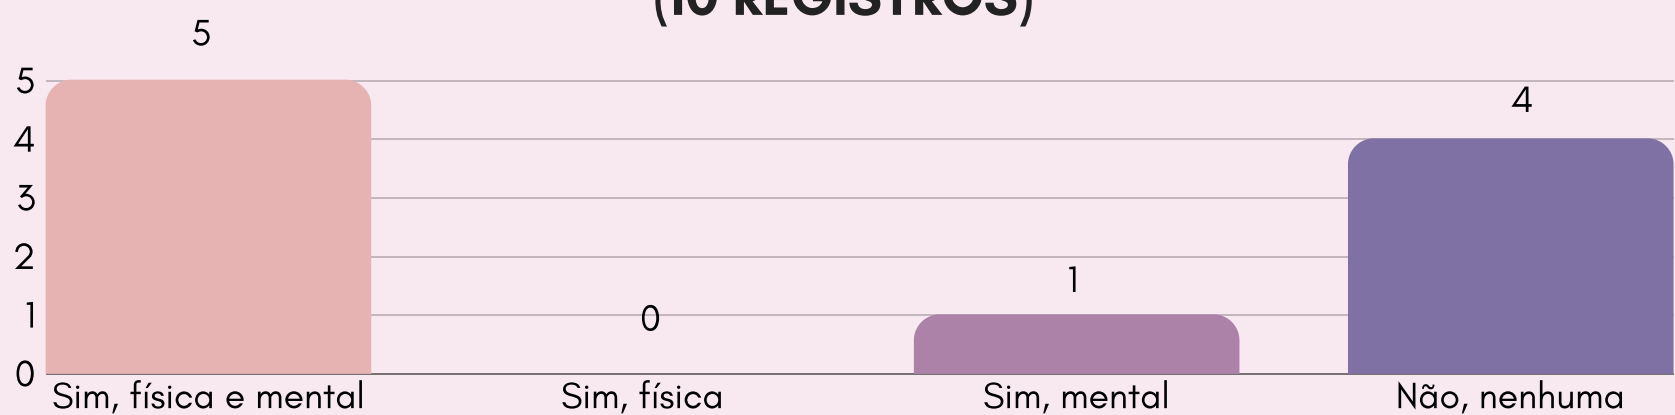 (10 REGISTROS)
5
5
4
4
3
2
1
1
0
0
Sim, física e mental
Sim, física
Sim, mental
Não, nenhuma